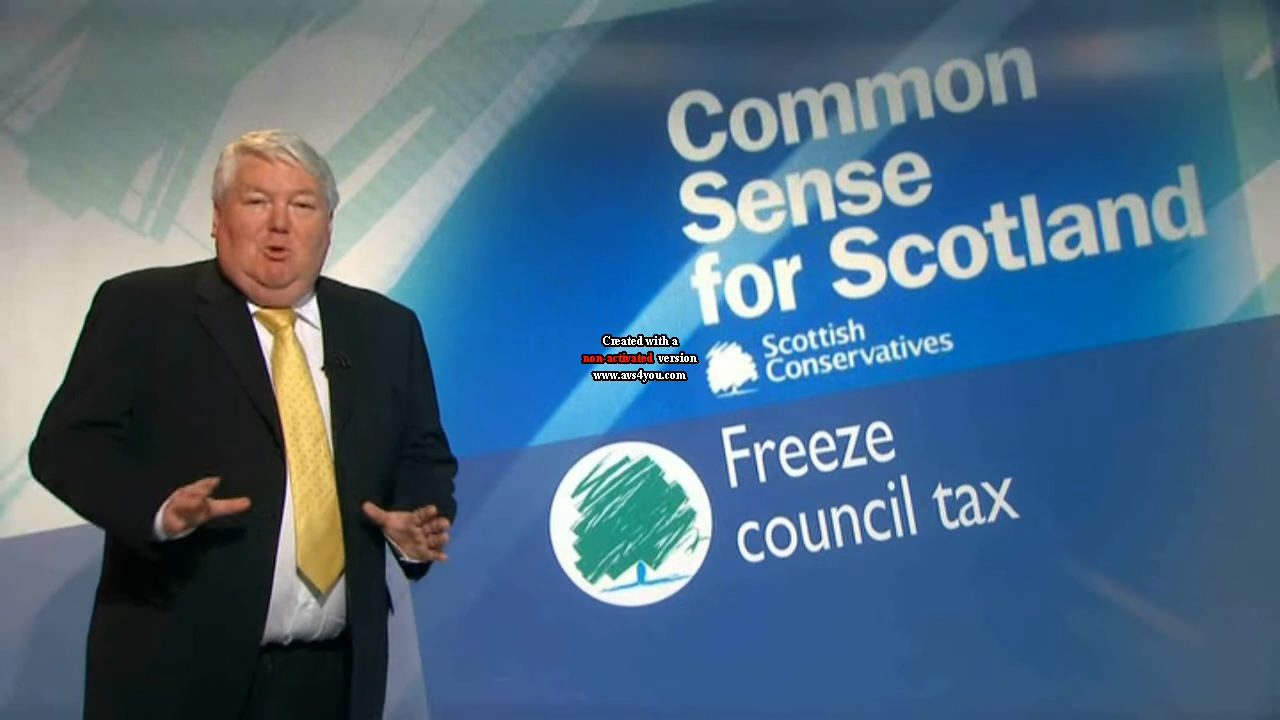 Common
Sense
for Scotland
Scottish
Conservatives
Created with a
non-activated version
www.avs4you.com
Freeze
council tax